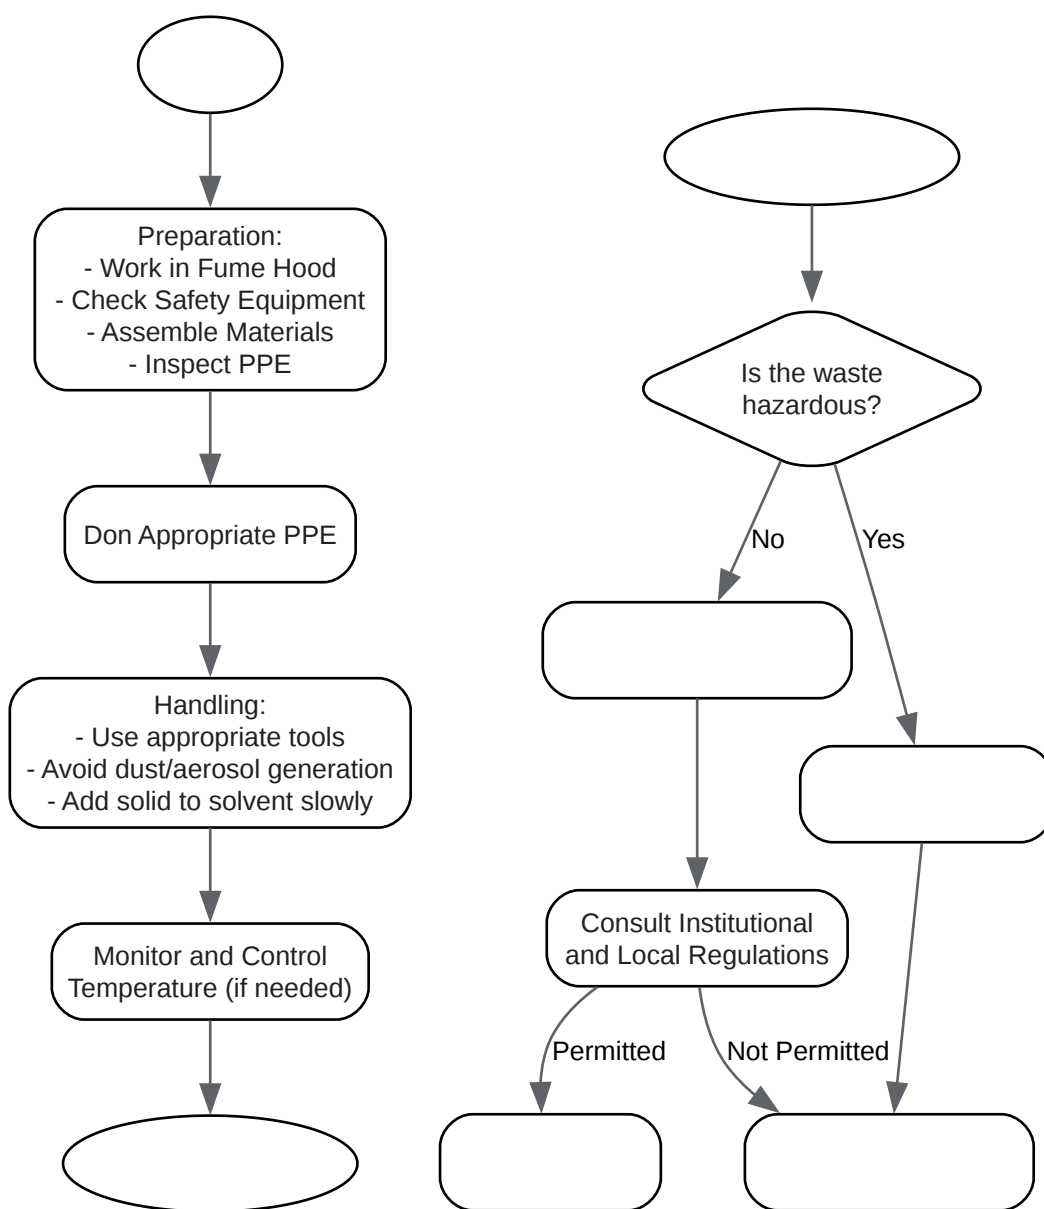 Preparation:
- Work in Fume Hood
- Check Safety Equipment
- Assemble Materials
- Inspect PPE
Don Appropriate PPE
Handling:
- Use appropriate tools
- Avoid dust/aerosol generation
- Add solid to solvent slowly
Monitor and Control
Temperature (if needed)
Is the waste
hazardous?
No
Yes
Consult Institutional
and Local Regulations
Permitted
Not Permitted